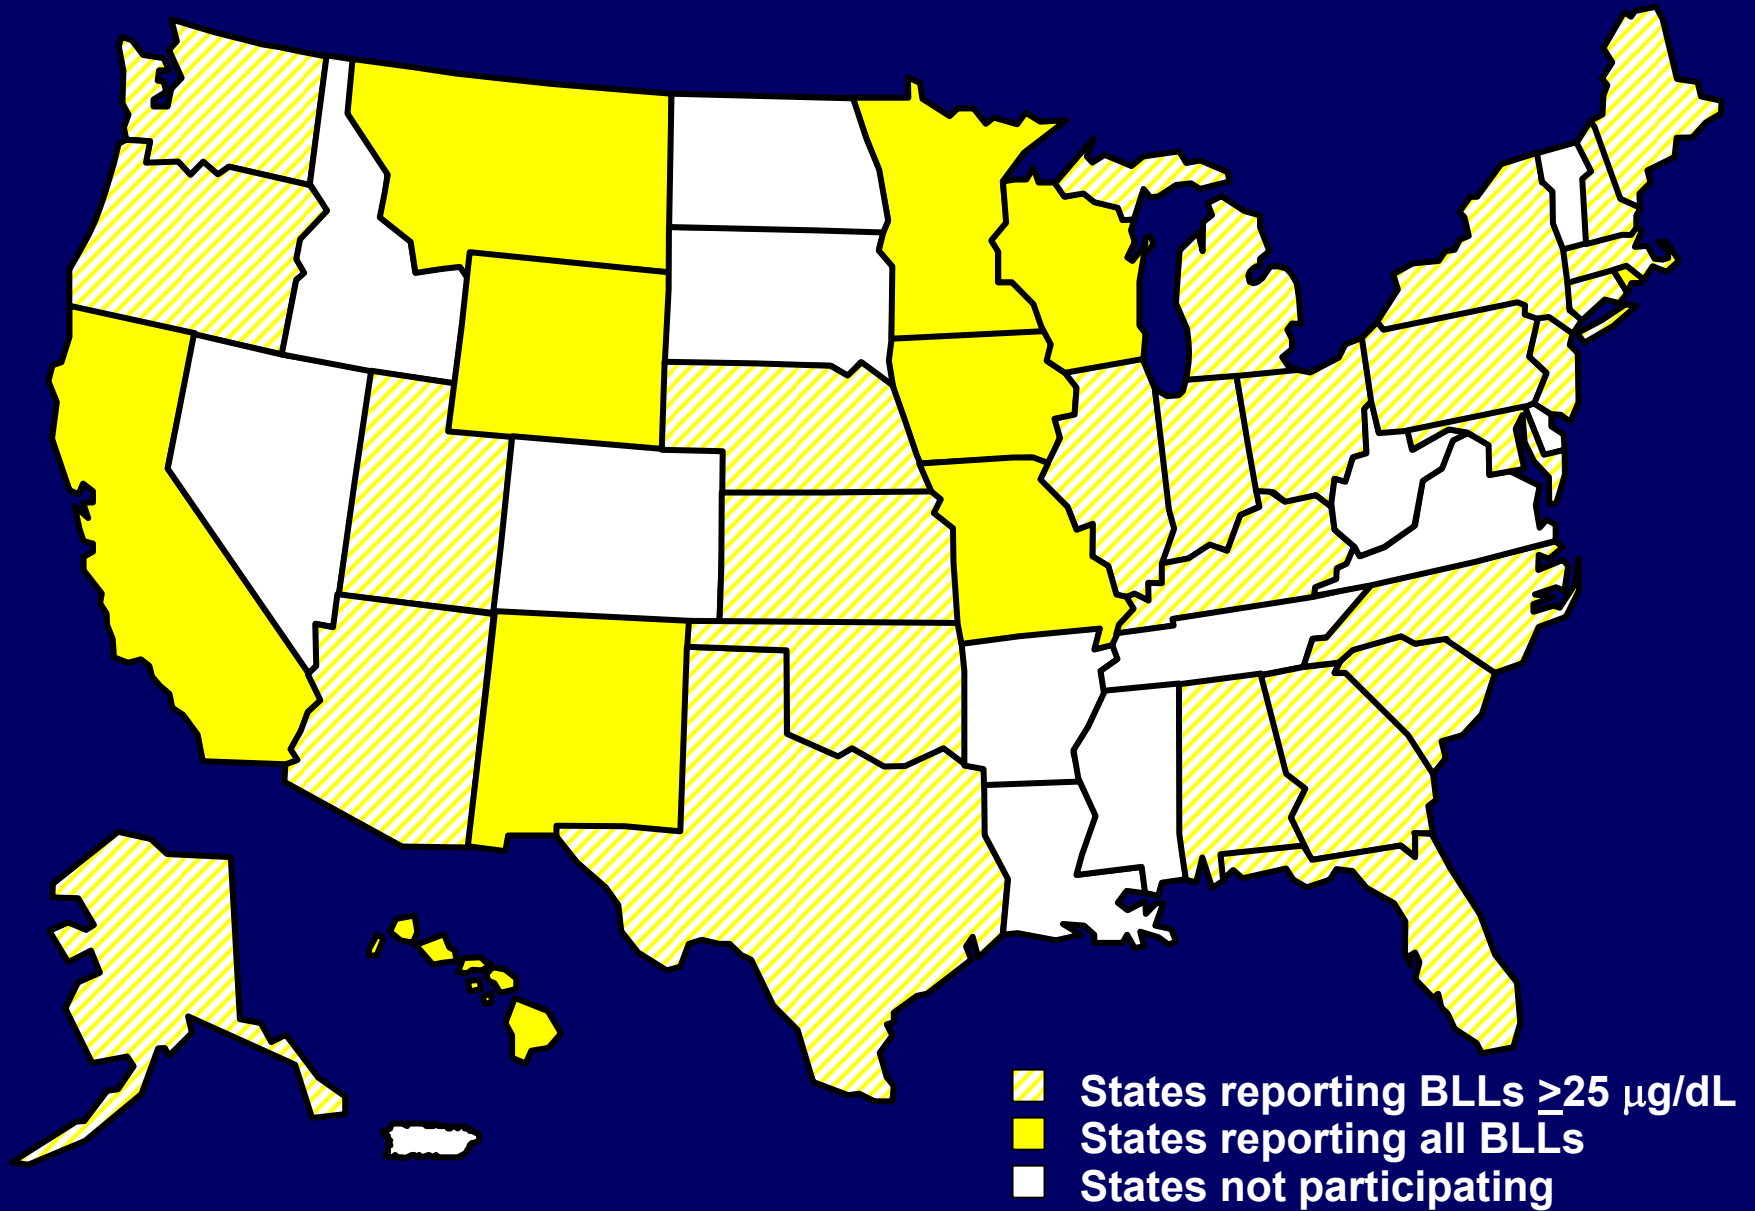 States reporting BLLs ≥25 μg/dL
States reporting all BLLs
States not participating